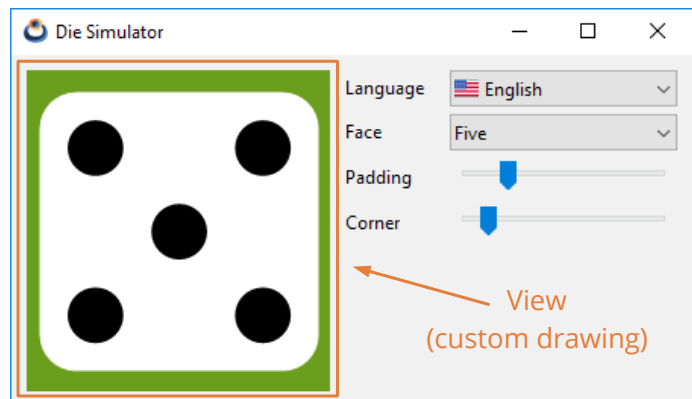 Die Simulator
Language English
Face Five
Padding
Corner
View
(custom drawing)